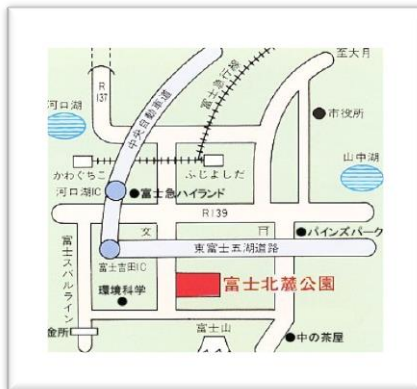 至大月
R
137
河口湖
中央自動車道
富士急行線
市役所
山中湖
かわぐちこ
ふじよしだ
河口湖IC
富士急ハイランド
R139
文
パインズパーク
東富士五湖道路
富士吉田IC
富士スバルライン
環境科学
富士北麓公園
金所
富士山
中の茶屋